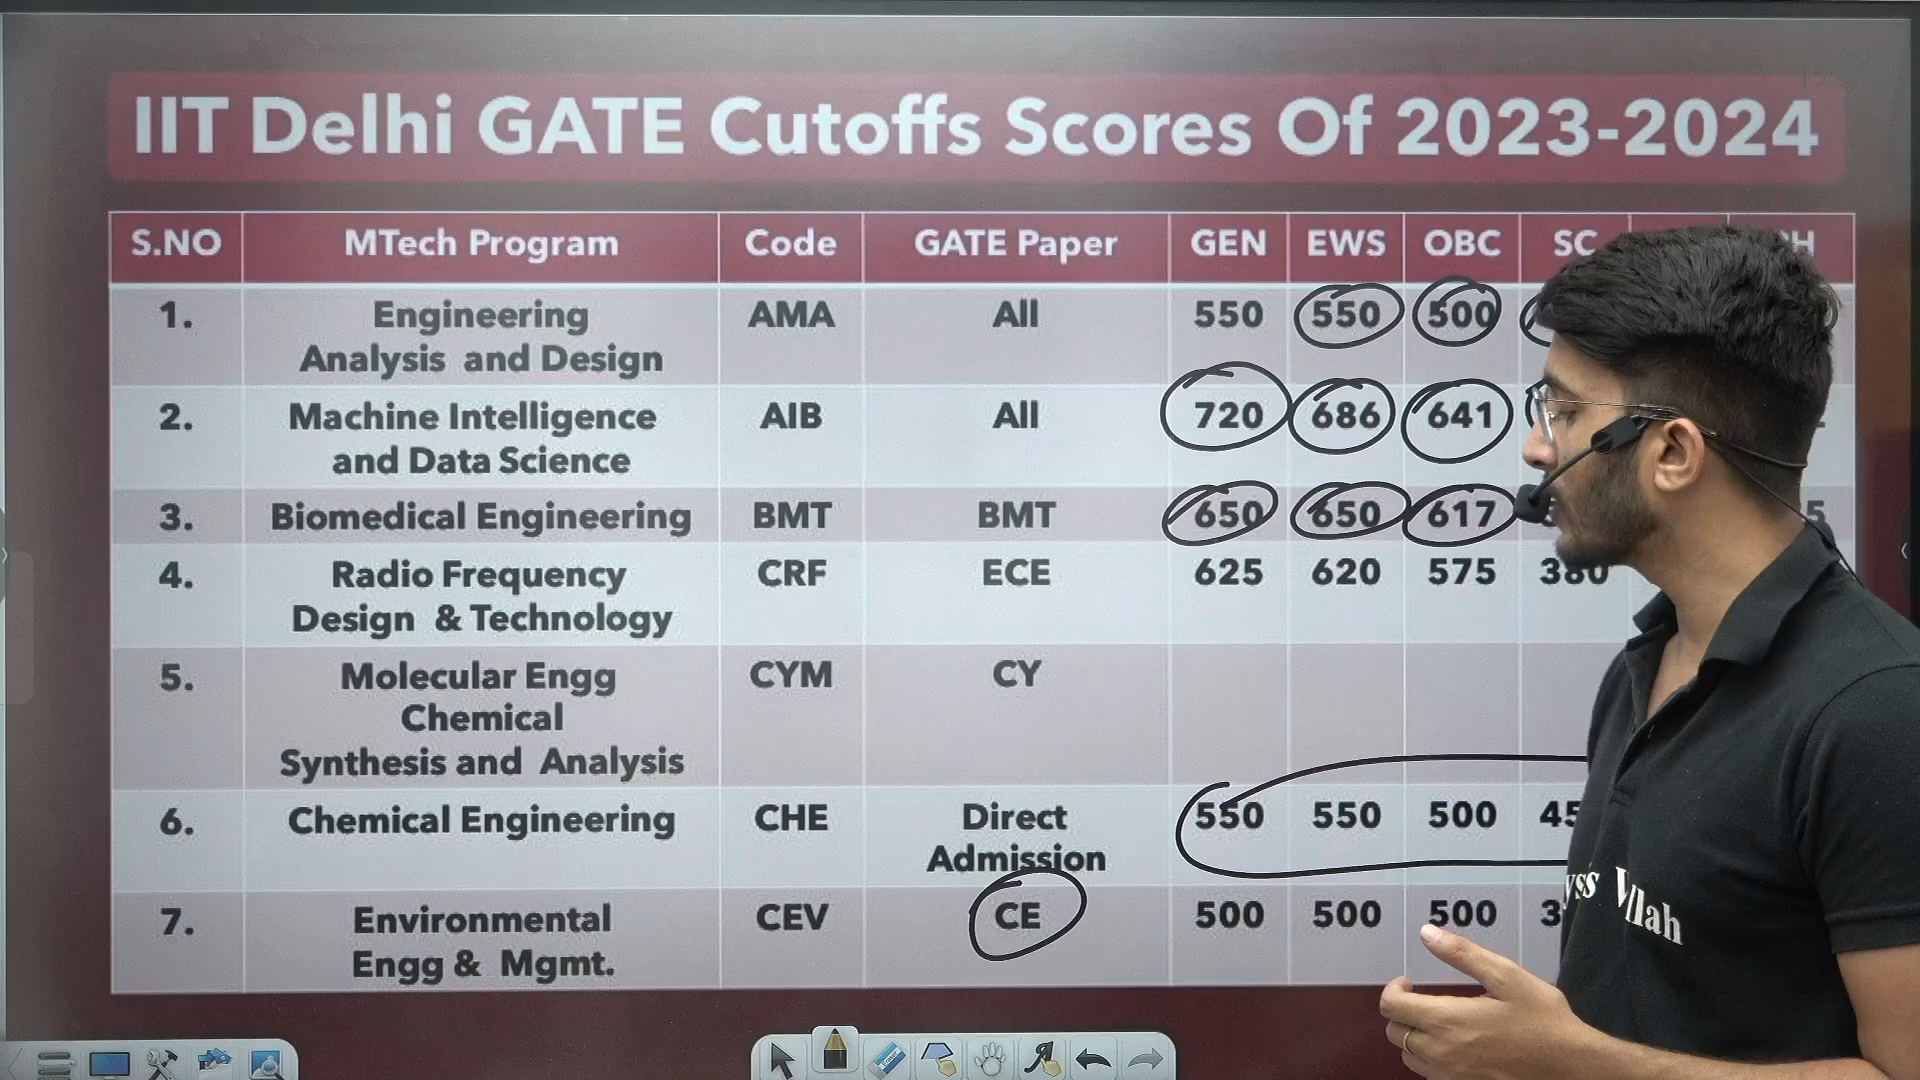 IIT Delhi GATE Cutoffs Scores Of 2023-2024
S.NO MTech Program Code GATE Paper GEN EWS OBC SC
1. Engineering AMA All 550 550 500
Analysis and Design
2. Machine Intelligence AIB All 720 686 641
and Data Science
3. Biomedical Engineering BMT BMT 650 650 617
4. Radio Frequency CRF ECE 625 620 575 380
Design & Technology
5. Molecular Engg CYM CY
Chemical
Synthesis and Analysis
6. Chemical Engineering CHE Direct 550 550 500
Admission
7. Environmental CEV CE 500 500 500
Engg & Mgmt.